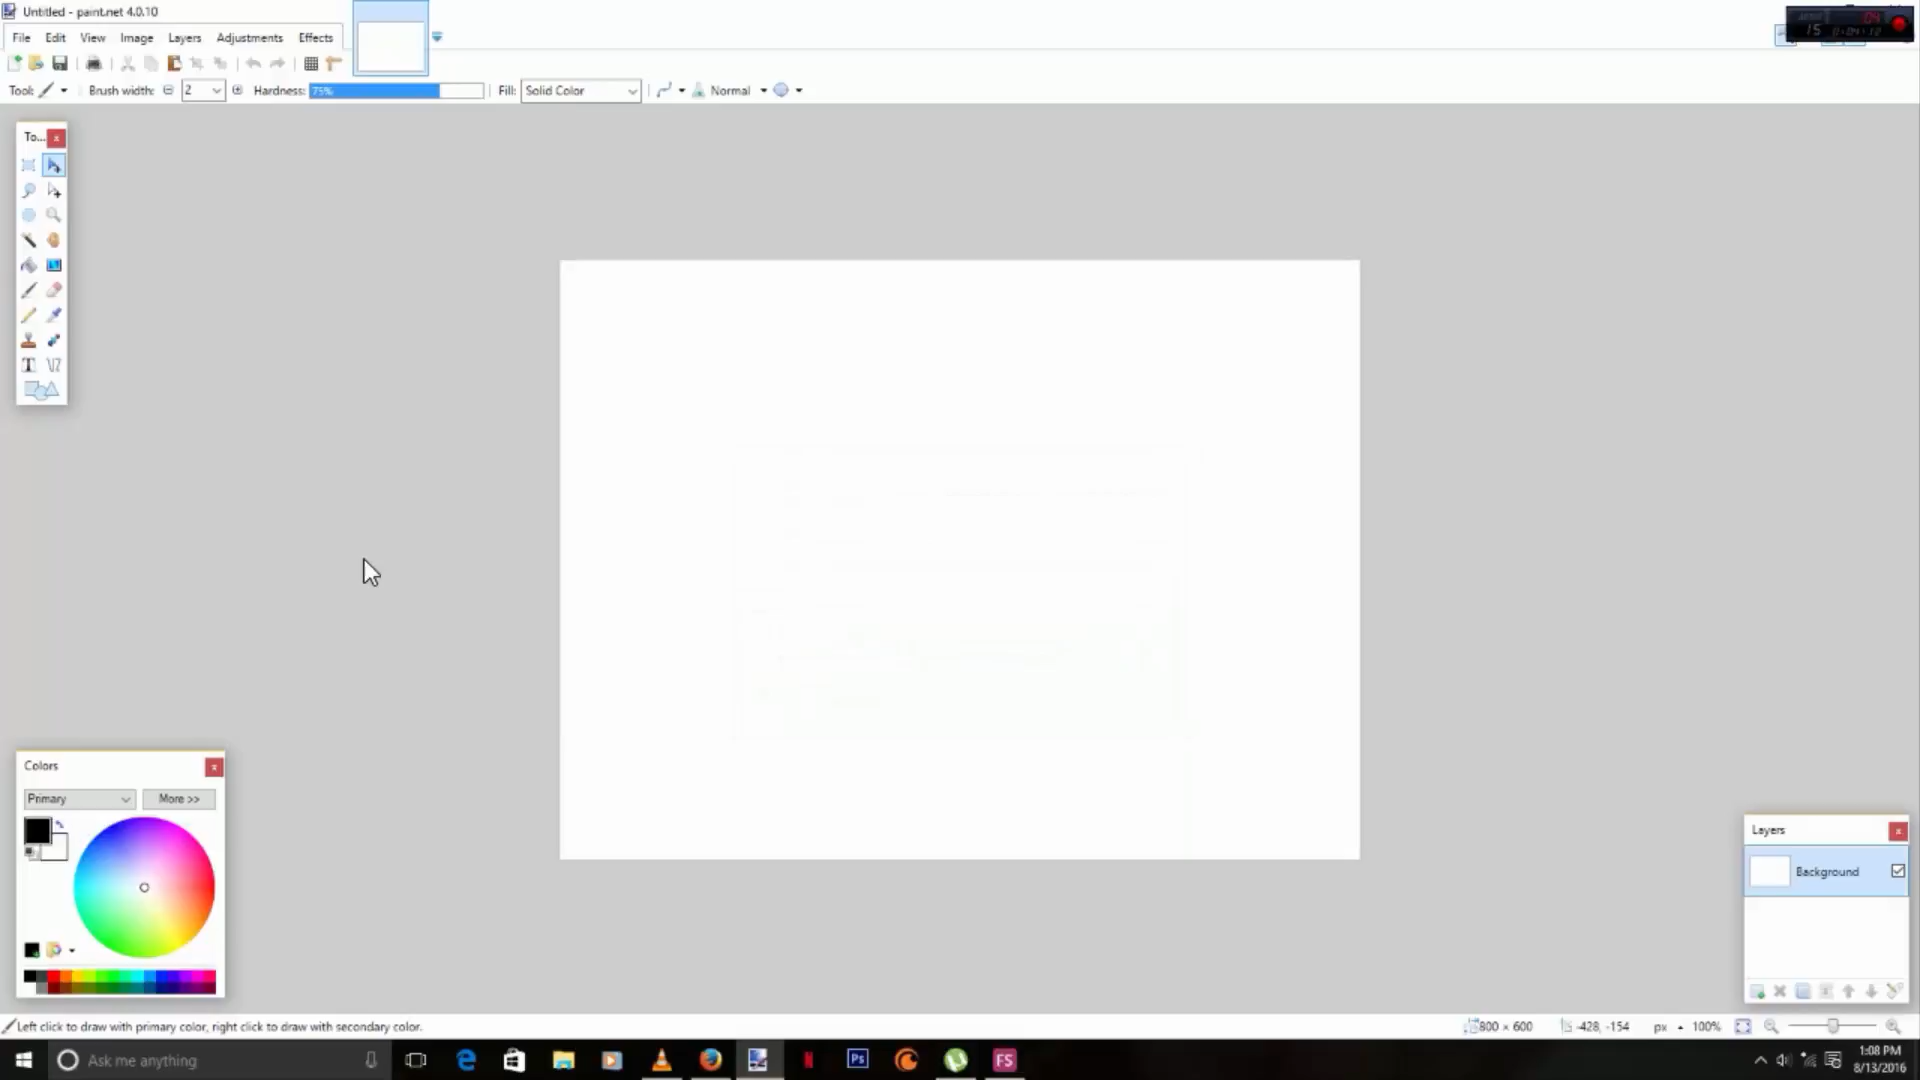 Untitled - paint.net 4.0.10
File Edit View Image Layers Adjustments Effects
Tool: Brush width: 2 Hardness: 75% Fill: Solid Color Normal
To...
T
Colors
Primary More >>
Layers
Background
Left click to draw with primary color, right click to draw with secondary color.
800 × 600 -428, -154 px 100%
Ask me anything
Ps
FS
1:08 PM
8/13/2016